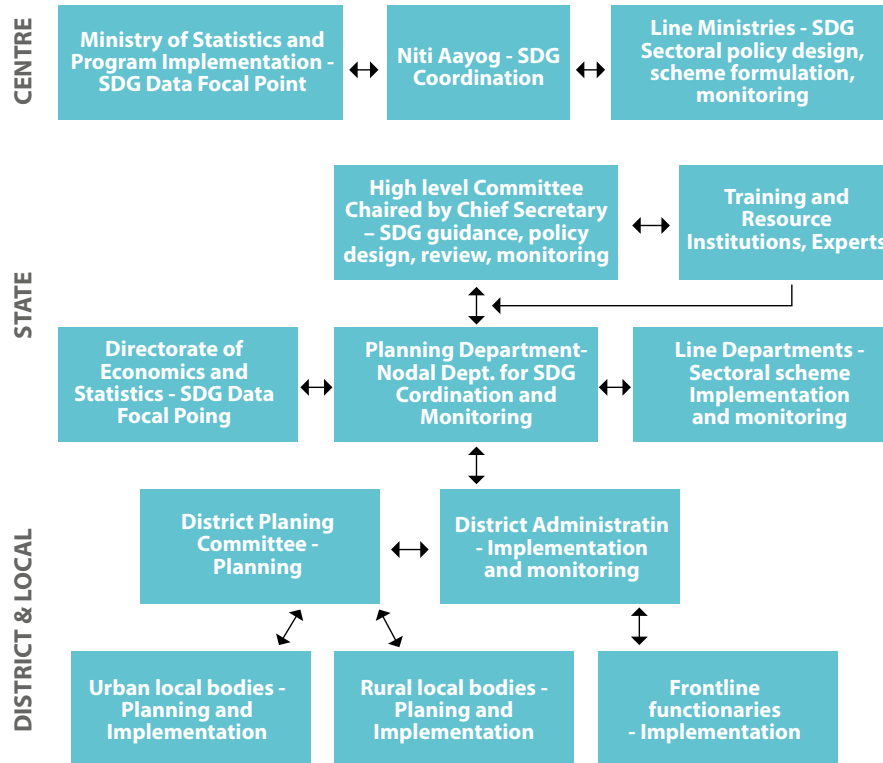 CENTRE
Ministry of Statistics and
Program Implementation -
SDG Data Focal Point
Niti Aayog - SDG
Coordination
Line Ministries - SDG
Sectoral policy design,
scheme formulation,
monitoring
STATE
High level Committee
Chaired by Chief Secretary
– SDG guidance, policy
design, review, monitoring
Training and
Resource
Institutions, Experts
Directorate of
Economics and
Statistics - SDG Data
Focal Poing
Planning Department-
Nodal Dept. for SDG
Cordination and
Monitoring
Line Departments -
Sectoral scheme
Implementation
and monitoring
DISTRICT & LOCAL
District Planing
Committee -
Planning
District Administratin
- Implementation
and monitoring
Urban local bodies -
Planning and
Implementation
Rural local bodies -
Planing and
Implementation
Frontline
functionaries
- Implementation